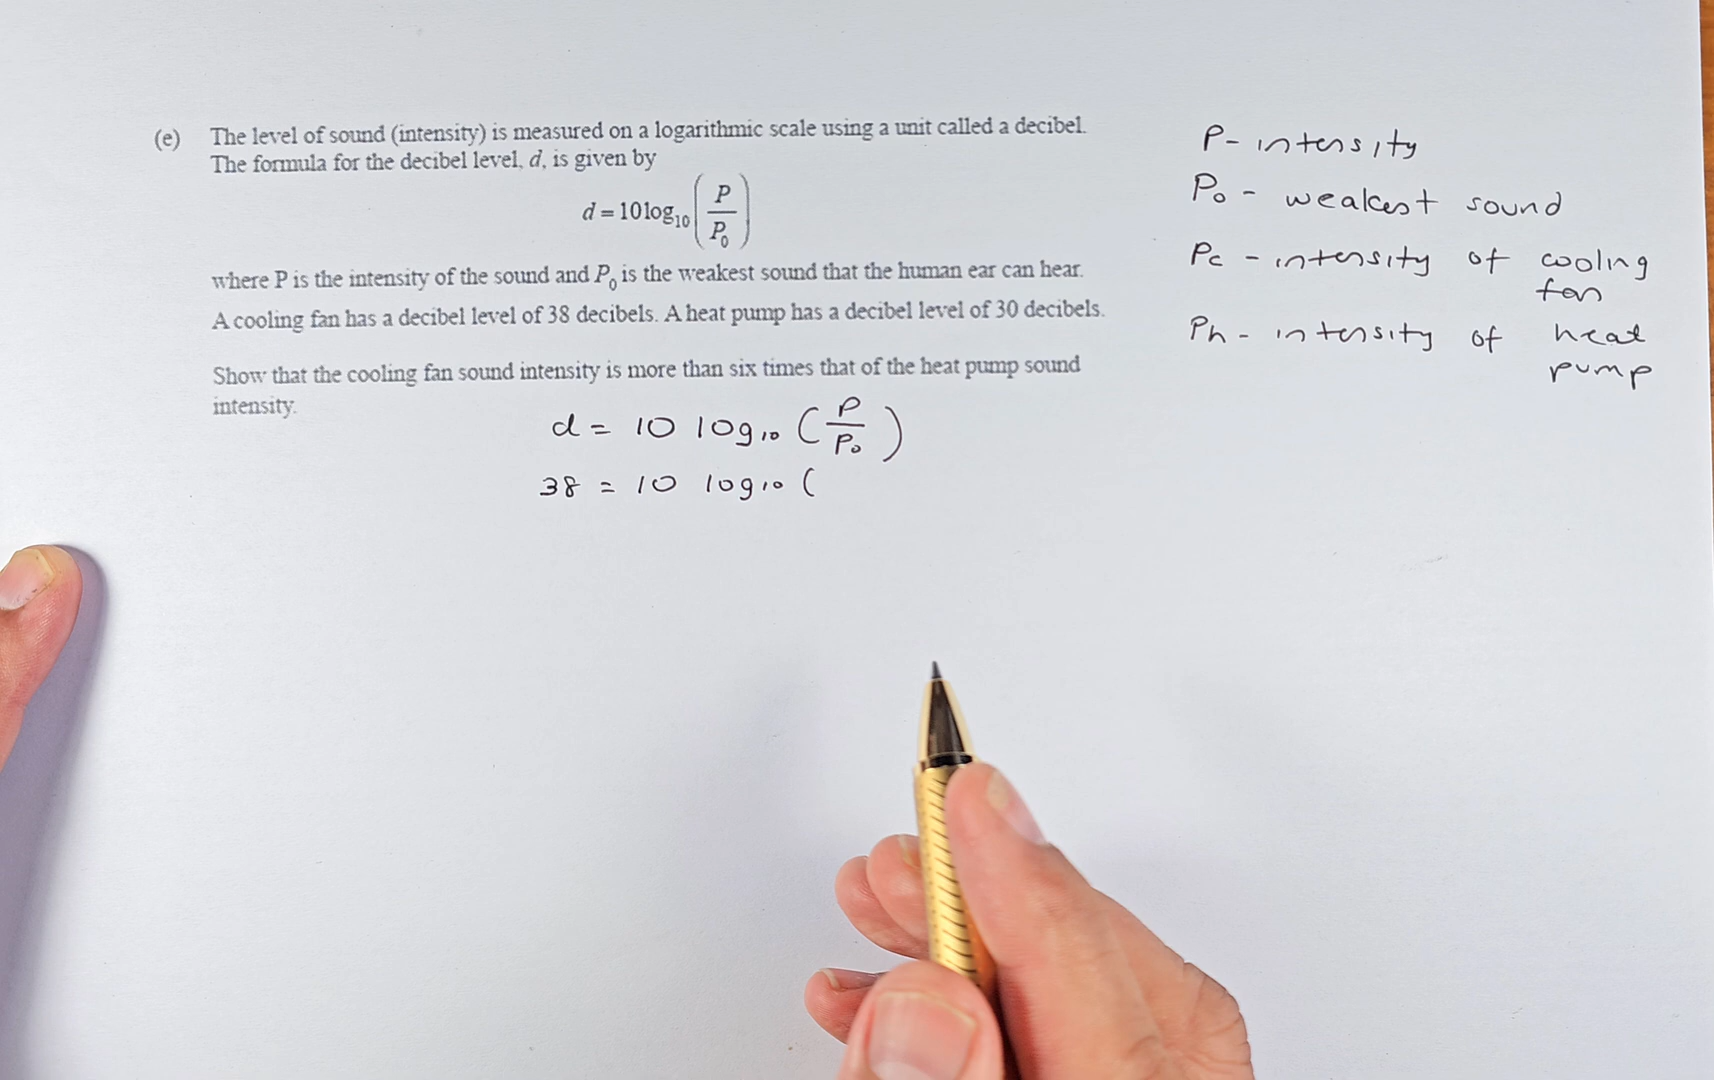 (e) The level of sound (intensity) is measured on a logarithmic scale using a unit called a decibel.
The formula for the decibel level, d, is given by
d = 10log₁₀(P/P₀)
where P is the intensity of the sound and P₀ is the weakest sound that the human ear can hear.
A cooling fan has a decibel level of 38 decibels. A heat pump has a decibel level of 30 decibels.
Show that the cooling fan sound intensity is more than six times that of the heat pump sound
intensity.
d = 10 log₁₀ (P/P₀)
38 = 10 log₁₀ (
P - intensity
P₀ - weakest sound
Pc - intensity of cooling
fan
Ph - intensity of heat
pump